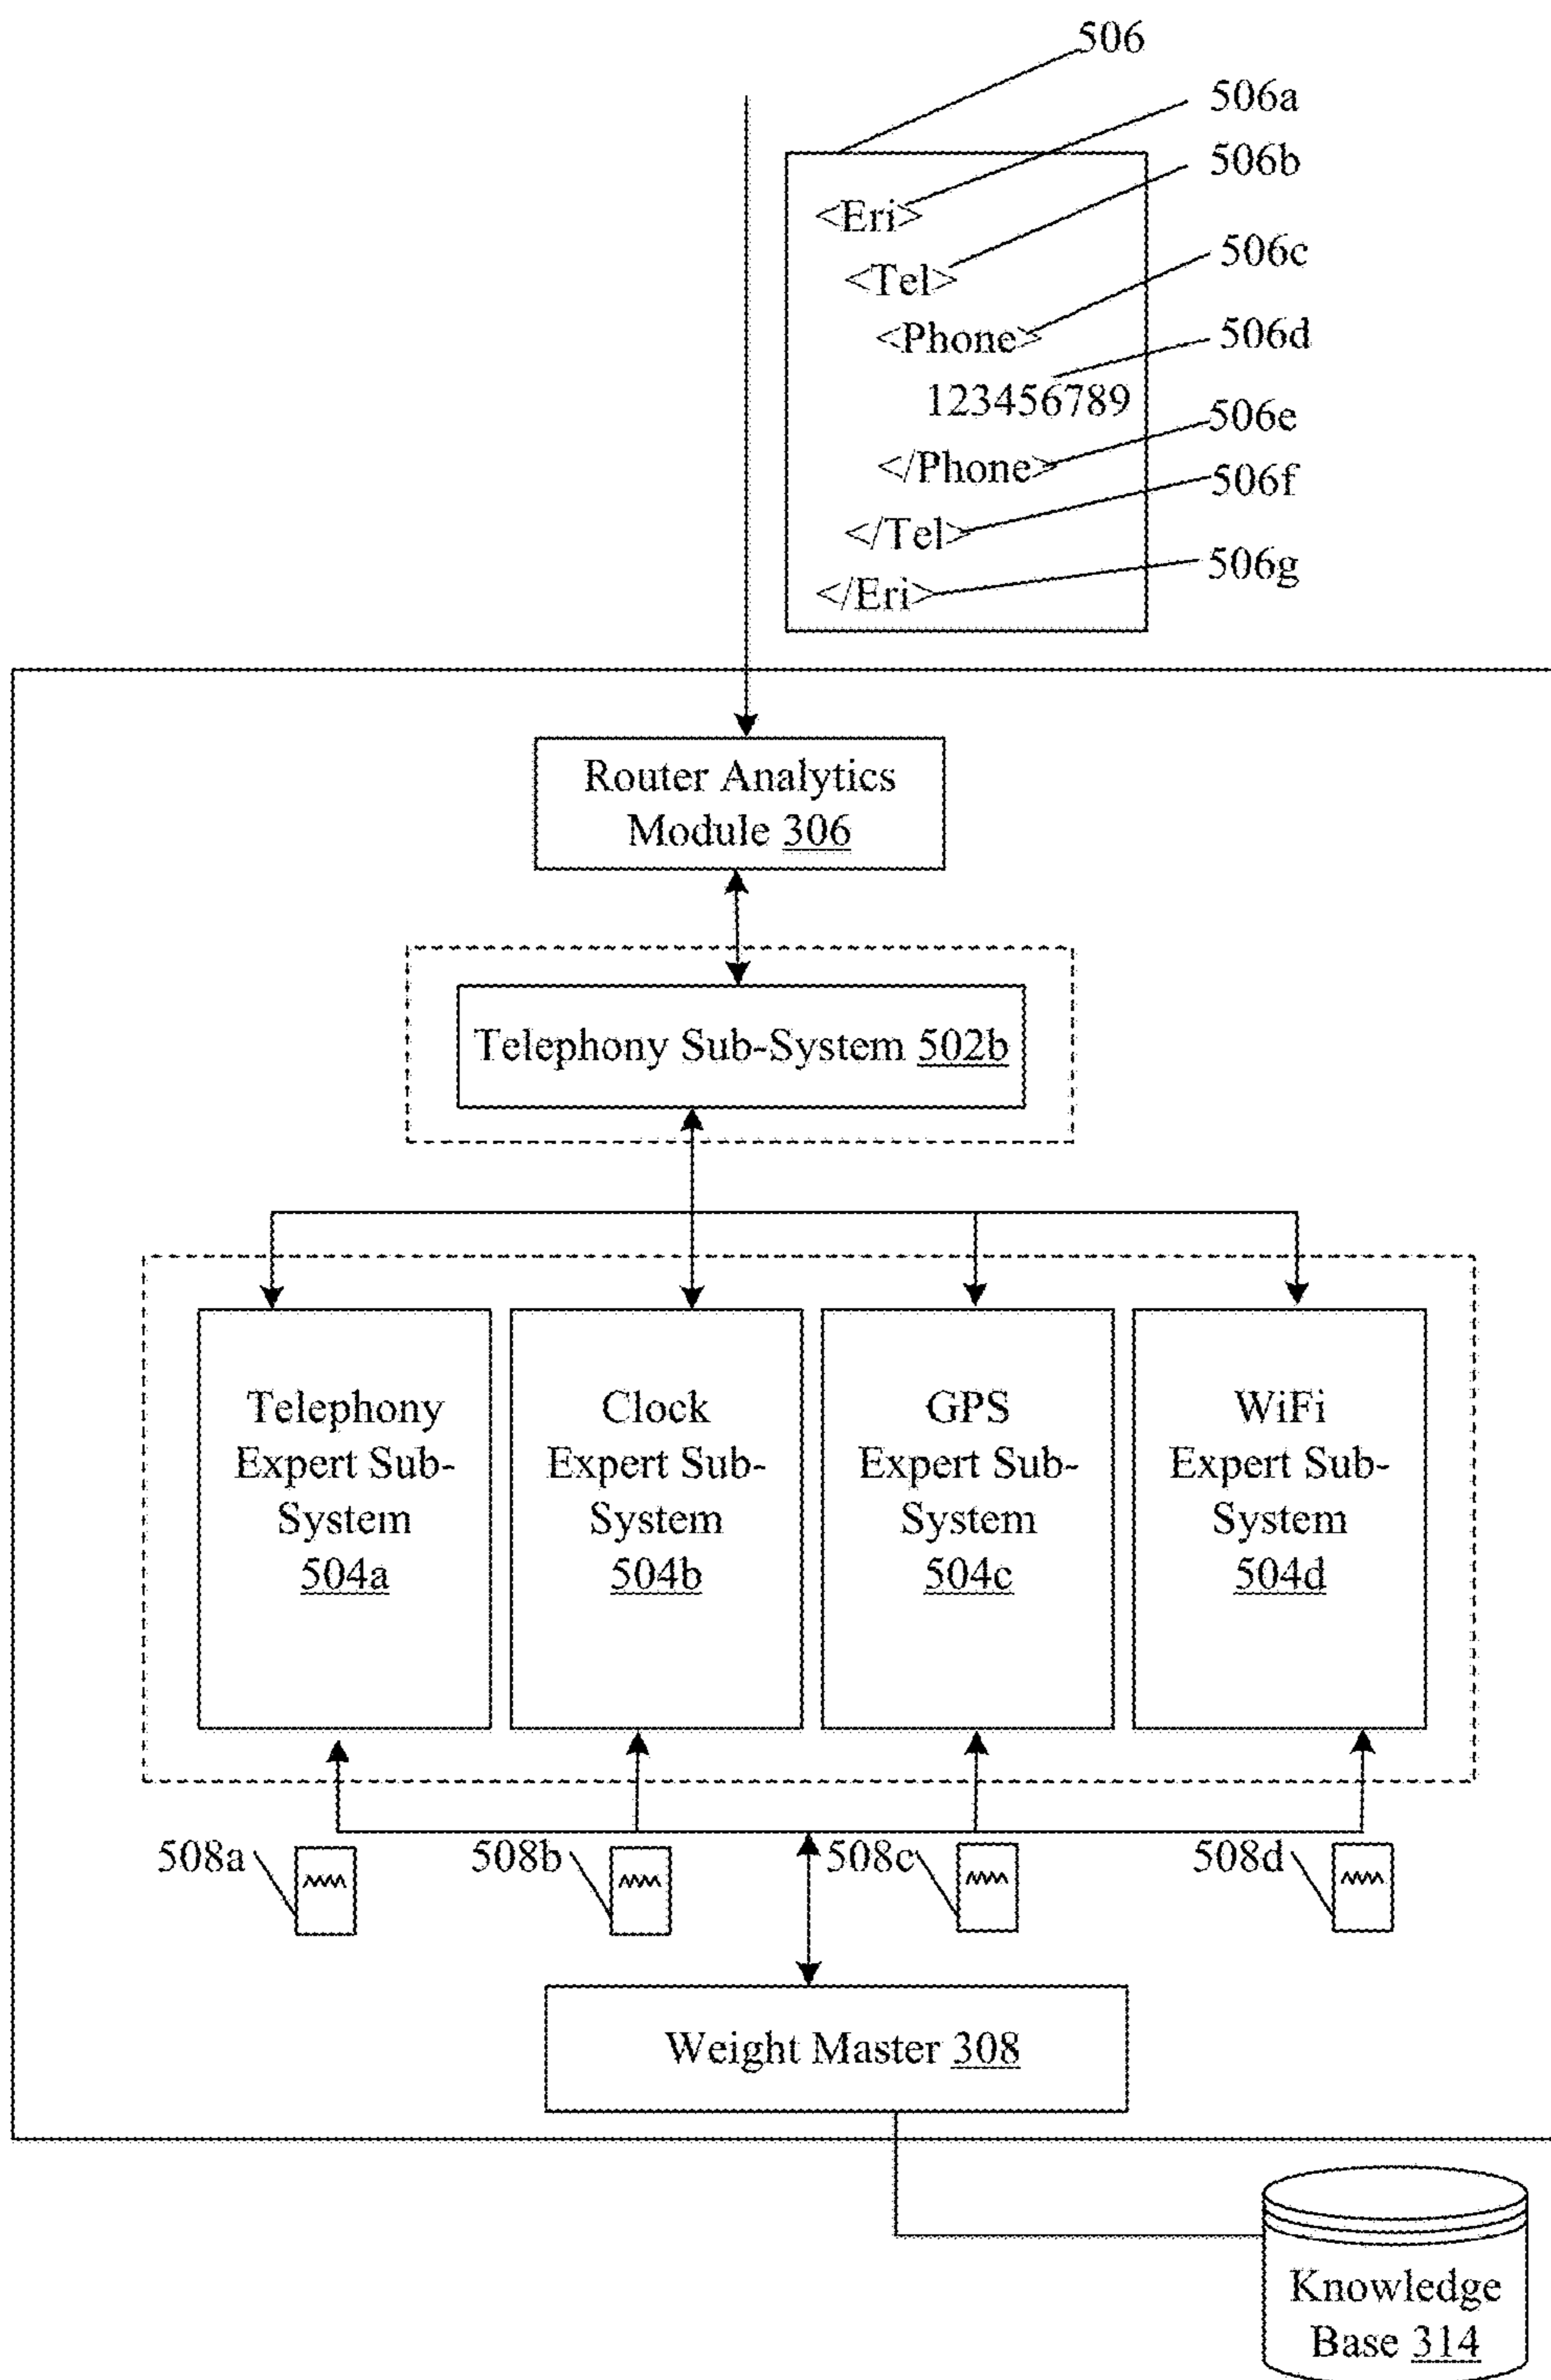 506
506a
506b
<Eri>
506c
<Tel>
<Phone>
506d
123456789
506e
</Phone>
506f
</Tel>
506g
</Eri>
Router Analytics
Module 306
Telephony Sub-System 502b
Telephony
Expert Sub-
System
504a
Clock
Expert Sub-
System
504b
GPS
Expert Sub-
System
504c
WiFi
Expert Sub-
System
504d
508a
508b
508c
508d
Weight Master 308
Knowledge
Base 314